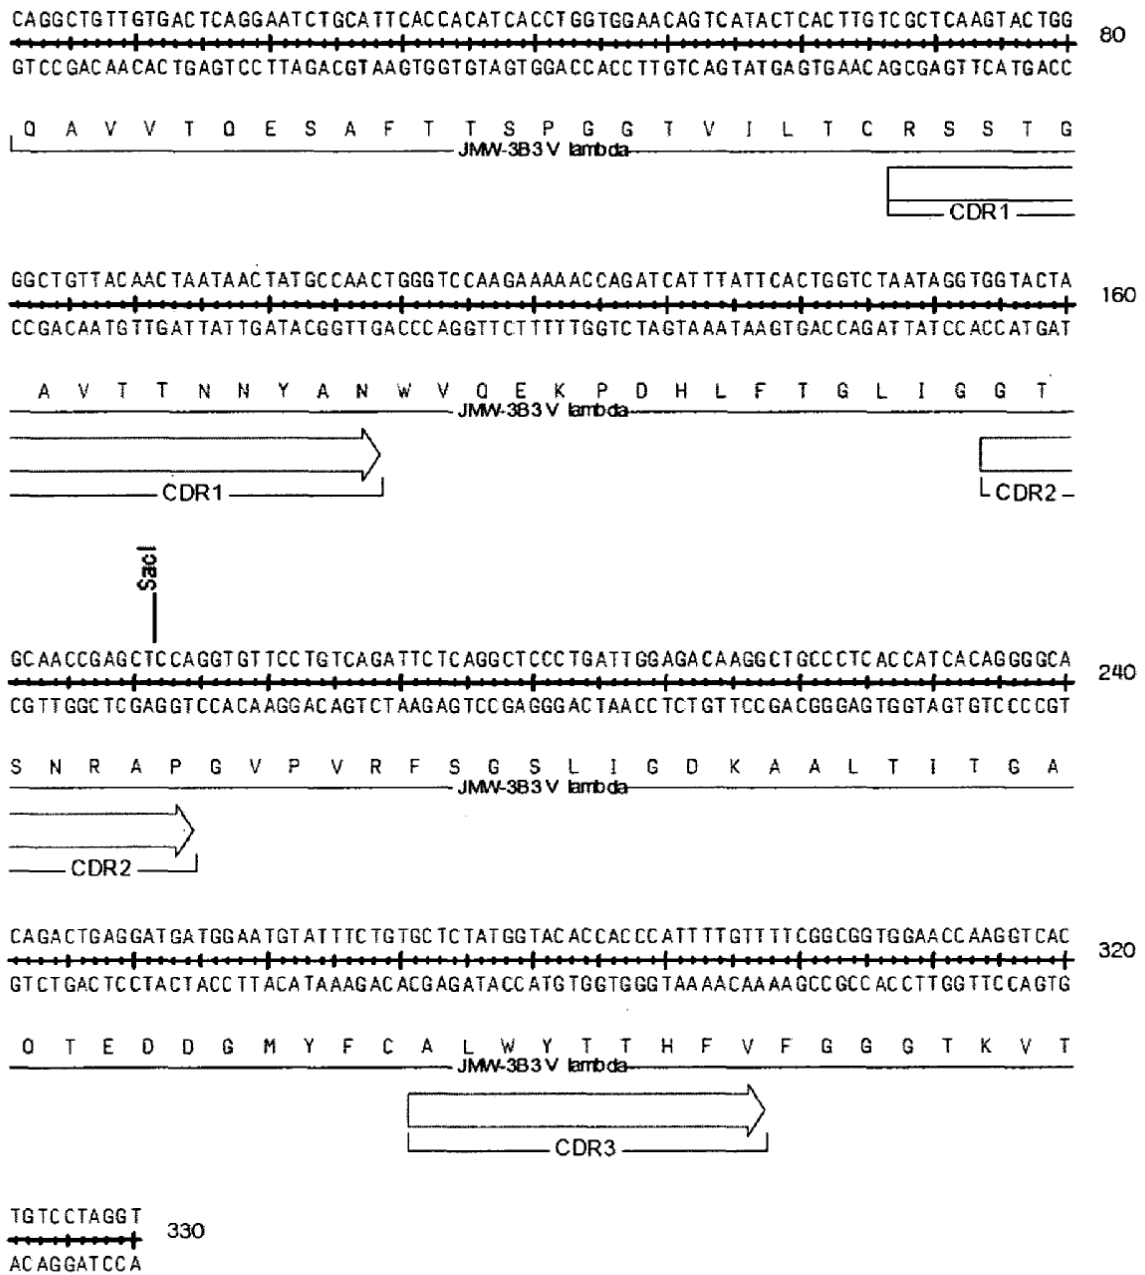 CAGGCTGTTGTGACTCAGGAATCTGCATTCACCACATCACCTGGTGGAACAGTCATACTCACTTGTCGCTCAAGTACTGG
80
GTCCGACAACACTGAGTCCTTAGACGTAAGTGGTGTAGTGGACCACCTTGTCAGTATGAGTGAACAGCGAGTTCATGACC
Q A V V T Q E S A F T T S P G G T V I L T C R S S T G
JMW-3B3 V lambda
CDR1
GGCTGTTACAACTAATAACTATGCCAACTGGGTCCAAGAAAAACCAGATCATTTATTCACTGGTCTAATAGGTGGTACTA
160
CCGACAATGTTGATTATTGATACGGTTGACCCAGGTTCTTTTTGGTCTAGTAAATAAGTGACCAGATTATCCACCATGAT
A V T T N N Y A N W V Q E K P D H L F T G L I G G T
JMW-3B3 V lambda
CDR1 CDR2
SacI
GCAACCGAGCTCCAGGTGTTCCTGTCAGATTCTCAGGCTCCCTGATTGGAGACAAGGCTGCCCTCACCATCACAGGGGCA
240
CGTTGGCTCGAGGTCCACAAGGACAGTCTAAGAGTCCGAGGGACTAACCTCTGTTCCGACGGGAGTGGTAGTGTCCCCGT
S N R A P G V P V R F S G S L I G D K A A L T I T G A
JMW-3B3 V lambda
CDR2
CAGACTGAGGATGATGGAATGTATTTCTGTGCTCTATGGTACACCACCCATTTTGTTTTCGGCGGTGGAACCAAGGTCAC
320
GTCTGACTCCTACTACCTTACATAAAGACACGAGATACCATGTGGTGGGTAAAACAAAAGCCGCCACCTTGGTTCCAGTG
Q T E D D G M Y F C A L W Y T T H F V F G G G T K V T
JMW-3B3 V lambda
CDR3
TGTCCTAGGT
330
ACAGGATCCA